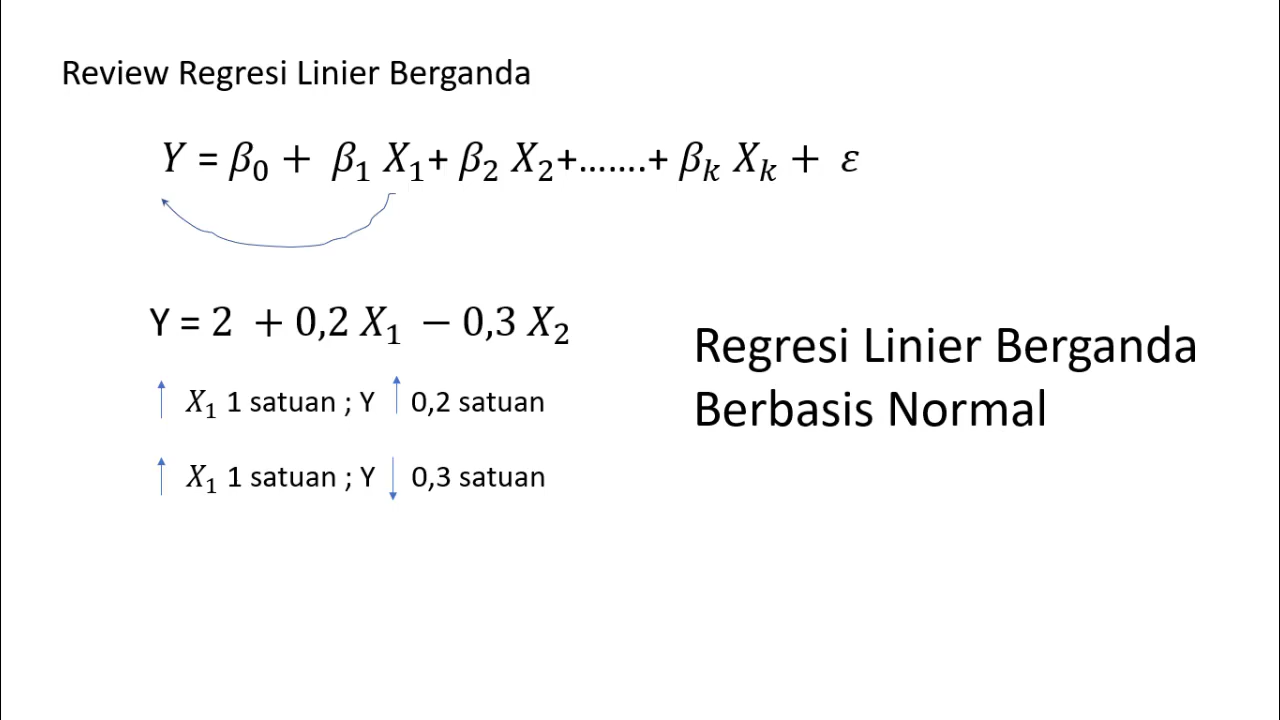 Review Regresi Linier Berganda
Y = β₀ + β₁ X₁+ β₂ X₂+.......+ βₖ Xₖ + ε
Y = 2 + 0,2 X₁ − 0,3 X₂
↑ X₁ 1 satuan ; Y ↑ 0,2 satuan
↑ X₁ 1 satuan ; Y ↓ 0,3 satuan
Regresi Linier Berganda
Berbasis Normal